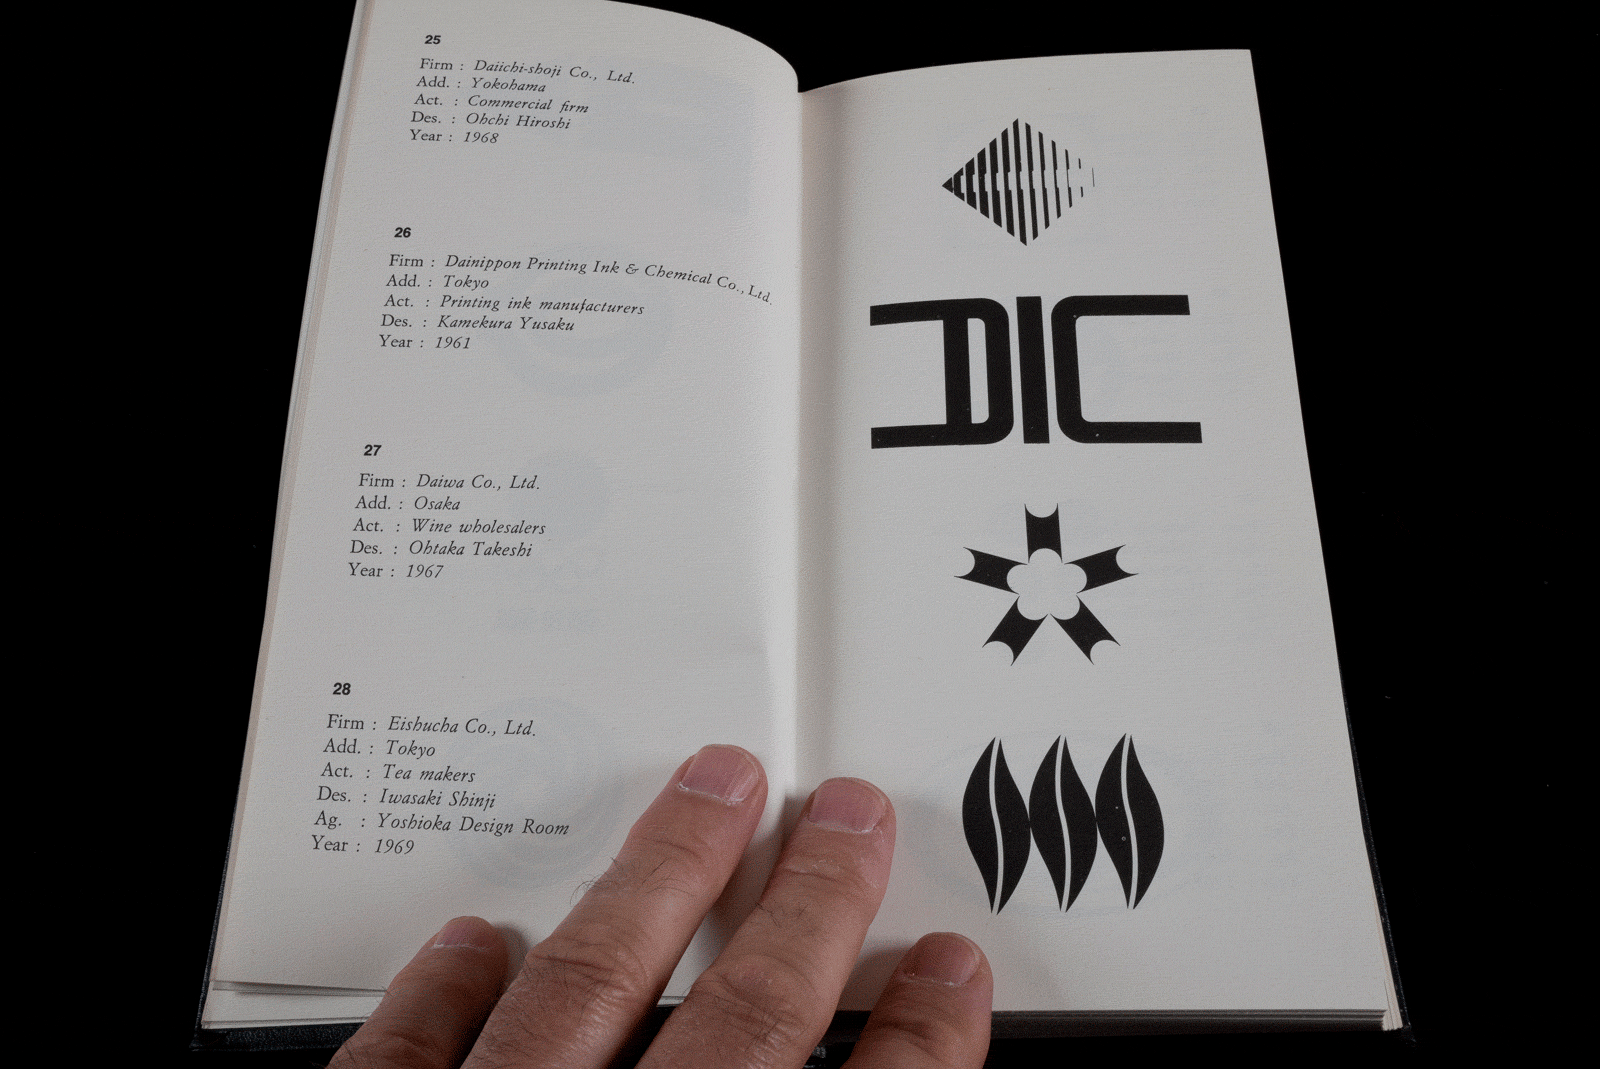 25
Firm : Daiichi-shoji Co., Ltd.
Add. : Yokohama
Act. : Commercial firm
Des. : Ohchi Hiroshi
Year : 1968
26
Firm : Dainippon Printing Ink & Chemical Co., Ltd.
Add. : Tokyo
Act. : Printing ink manufacturers
Des. : Kamekura Yusaku
Year : 1961
27
Firm : Daiwa Co., Ltd.
Add. : Osaka
Act. : Wine wholesalers
Des. : Ohtaka Takeshi
Year : 1967
28
Firm : Eishucha Co., Ltd.
Add. : Tokyo
Act. : Tea makers
Des. : Iwasaki Shinji
Ag. : Yoshioka Design Room
Year : 1969
DIC